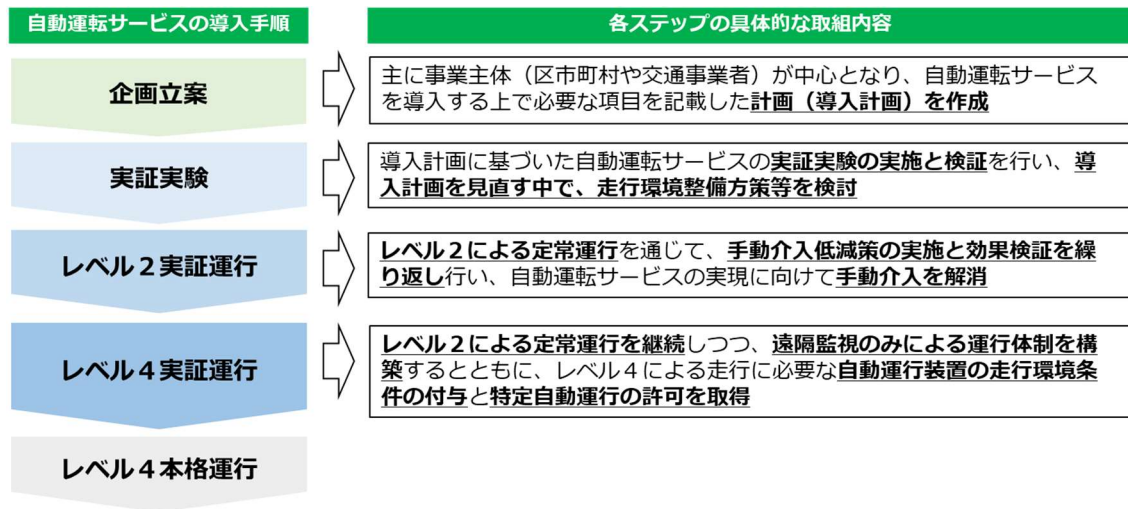 自動運転サービスの導入手順
各ステップの具体的な取組内容
企画立案
主に事業主体（区市町村や交通事業者）が中心となり、自動運転サービス
を導入する上で必要な項目を記載した計画（導入計画）を作成
実証実験
導入計画に基づいた自動運転サービスの実証実験の実施と検証を行い、導
入計画を見直す中で、走行環境整備方策等を検討
レベル２実証運行
レベル２による定常運行を通じて、手動介入低減策の実施と効果検証を繰
り返し行い、自動運転サービスの実現に向けて手動介入を解消
レベル４実証運行
レベル２による定常運行を継続しつつ、遠隔監視のみによる運行体制を構
築するとともに、レベル４による走行に必要な自動運行装置の走行環境条
件の付与と特定自動運行の許可を取得
レベル４本格運行